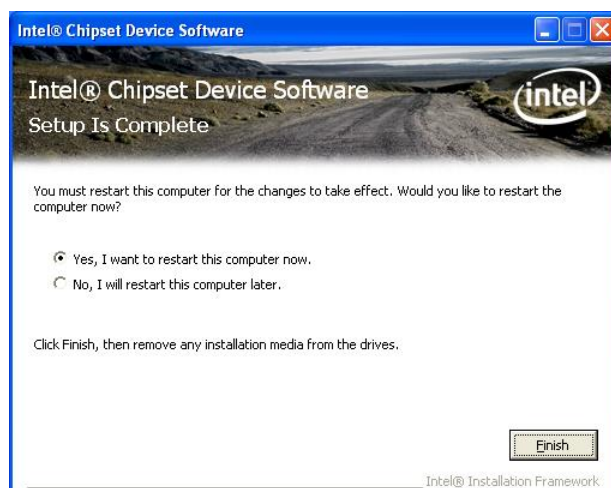 Intel® Chipset Device Software
Intel® Chipset Device Software
intel
Setup Is Complete
You must restart this computer for the changes to take effect. Would you like to restart the
computer now?
Yes, I want to restart this computer now.
No, I will restart this computer later.
Click Finish, then remove any installation media from the drives.
Finish
Intel® Installation Framework